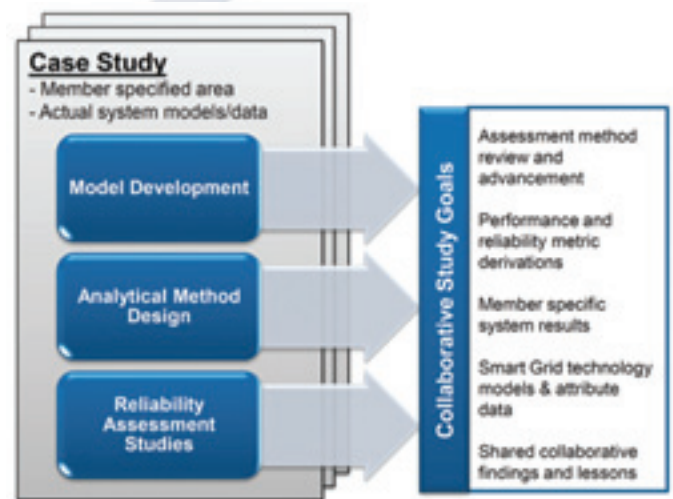 Case Study
- Member specified area
- Actual system models/data
Model Development
Analytical Method
Design
Reliability
Assessment
Studies
Collaborative Study Goals
Assessment method
review and
advancement
Performance and
reliability metric
derivations
Member specific
system results
Smart Grid technology
models & attribute
data
Shared collaborative
findings and lessons